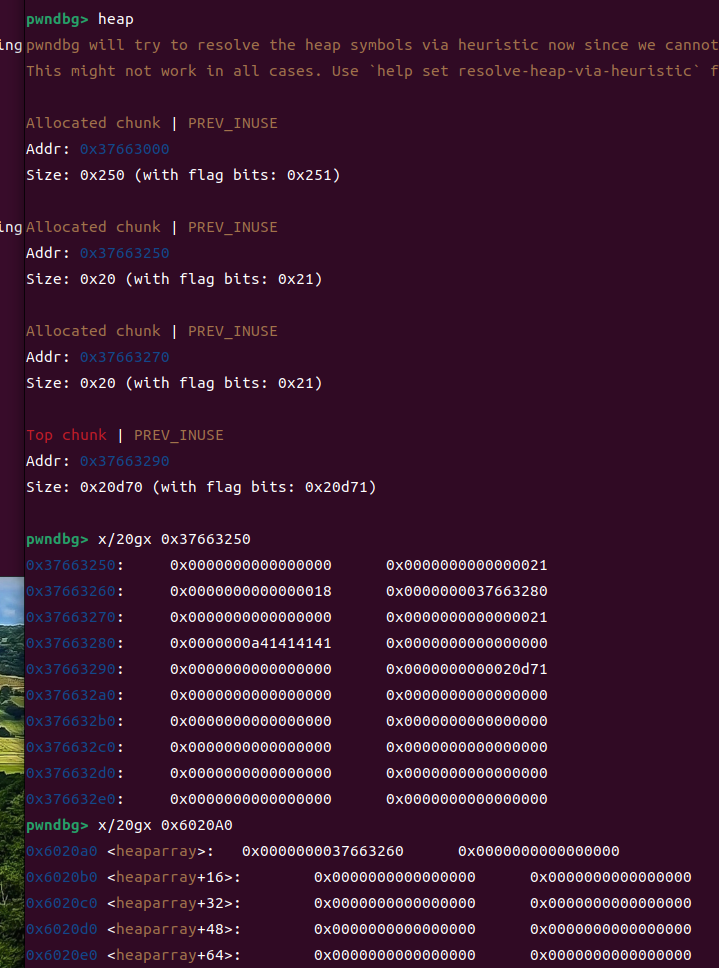 pwndbg> heap
ing pwndbg will try to resolve the heap symbols via heuristic now since we cannot
This might not work in all cases. Use `help set resolve-heap-via-heuristic` f
Allocated chunk | PREV_INUSE
Addr: 0x37663000
Size: 0x250 (with flag bits: 0x251)
ing Allocated chunk | PREV_INUSE
Addr: 0x37663250
Size: 0x20 (with flag bits: 0x21)
Allocated chunk | PREV_INUSE
Addr: 0x37663270
Size: 0x20 (with flag bits: 0x21)
Top chunk | PREV_INUSE
Addr: 0x37663290
Size: 0x20d70 (with flag bits: 0x20d71)
pwndbg> x/20gx 0x37663250
0x37663250: 0x0000000000000000 0x0000000000000021
0x37663260: 0x0000000000000018 0x0000000037663280
0x37663270: 0x0000000000000000 0x0000000000000021
0x37663280: 0x0000000a41414141 0x0000000000000000
0x37663290: 0x0000000000000000 0x0000000000020d71
0x376632a0: 0x0000000000000000 0x0000000000000000
0x376632b0: 0x0000000000000000 0x0000000000000000
0x376632c0: 0x0000000000000000 0x0000000000000000
0x376632d0: 0x0000000000000000 0x0000000000000000
0x376632e0: 0x0000000000000000 0x0000000000000000
pwndbg> x/20gx 0x6020A0
0x6020a0 <heaparray>: 0x0000000037663260 0x0000000000000000
0x6020b0 <heaparray+16>: 0x0000000000000000 0x0000000000000000
0x6020c0 <heaparray+32>: 0x0000000000000000 0x0000000000000000
0x6020d0 <heaparray+48>: 0x0000000000000000 0x0000000000000000
0x6020e0 <heaparray+64>: 0x0000000000000000 0x0000000000000000